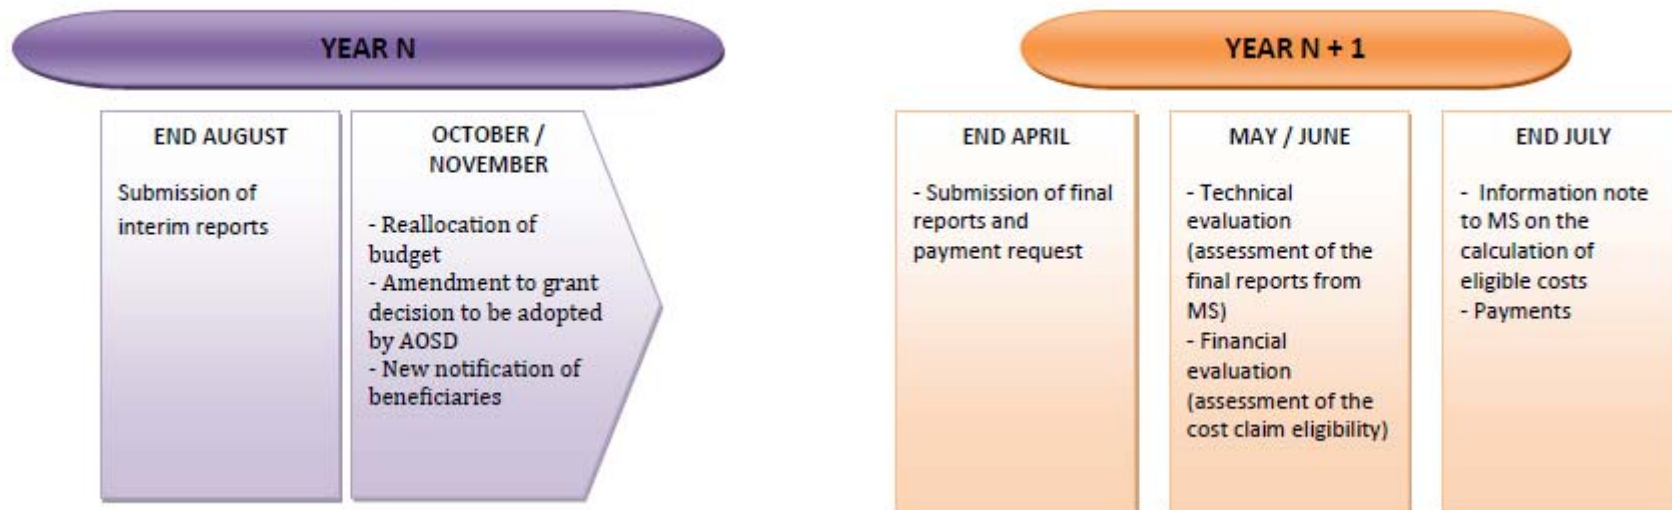 YEAR N
END AUGUST
Submission of
interim reports
OCTOBER /
NOVEMBER
- Reallocation of
budget
- Amendment to grant
decision to be adopted
by AOSD
- New notification of
beneficiaries
YEAR N + 1
END APRIL
- Submission of final
reports and
payment request
MAY / JUNE
- Technical
evaluation
(assessment of the
final reports from
MS)
- Financial
evaluation
(assessment of the
cost claim eligibility)
END JULY
- Information note
to MS on the
calculation of
eligible costs
- Payments